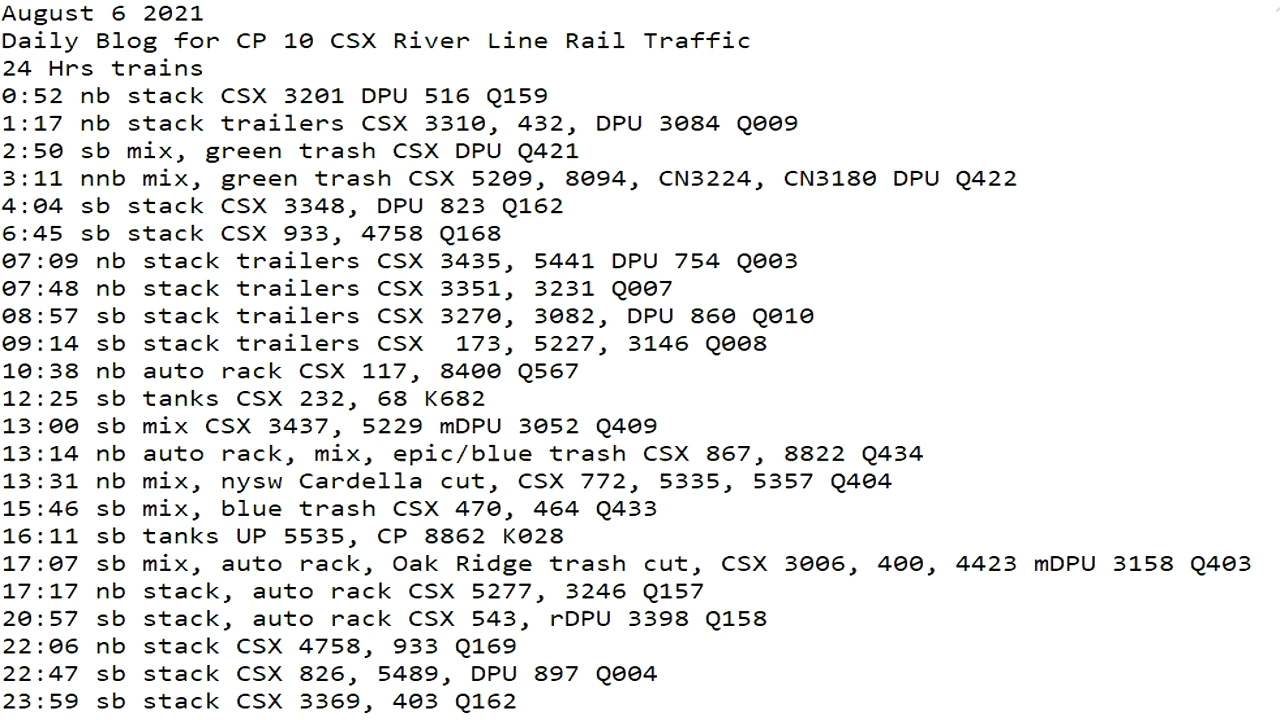 August 6 2021
Daily Blog for CP 10 CSX River Line Rail Traffic
24 Hrs trains
0:52 nb stack CSX 3201 DPU 516 Q159
1:17 nb stack trailers CSX 3310, 432, DPU 3084 Q009
2:50 sb mix, green trash CSX DPU Q421
3:11 nnb mix, green trash CSX 5209, 8094, CN3224, CN3180 DPU Q422
4:04 sb stack CSX 3348, DPU 823 Q162
6:45 sb stack CSX 933, 4758 Q168
07:09 nb stack trailers CSX 3435, 5441 DPU 754 Q003
07:48 nb stack trailers CSX 3351, 3231 Q007
08:57 sb stack trailers CSX 3270, 3082, DPU 860 Q010
09:14 sb stack trailers CSX  173, 5227, 3146 Q008
10:38 nb auto rack CSX 117, 8400 Q567
12:25 sb tanks CSX 232, 68 K682
13:00 sb mix CSX 3437, 5229 mDPU 3052 Q409
13:14 nb auto rack, mix, epic/blue trash CSX 867, 8822 Q434
13:31 nb mix, nysw Cardella cut, CSX 772, 5335, 5357 Q404
15:46 sb mix, blue trash CSX 470, 464 Q433
16:11 sb tanks UP 5535, CP 8862 K028
17:07 sb mix, auto rack, Oak Ridge trash cut, CSX 3006, 400, 4423 mDPU 3158 Q403
17:17 nb stack, auto rack CSX 5277, 3246 Q157
20:57 sb stack, auto rack CSX 543, rDPU 3398 Q158
22:06 nb stack CSX 4758, 933 Q169
22:47 sb stack CSX 826, 5489, DPU 897 Q004
23:59 sb stack CSX 3369, 403 Q162